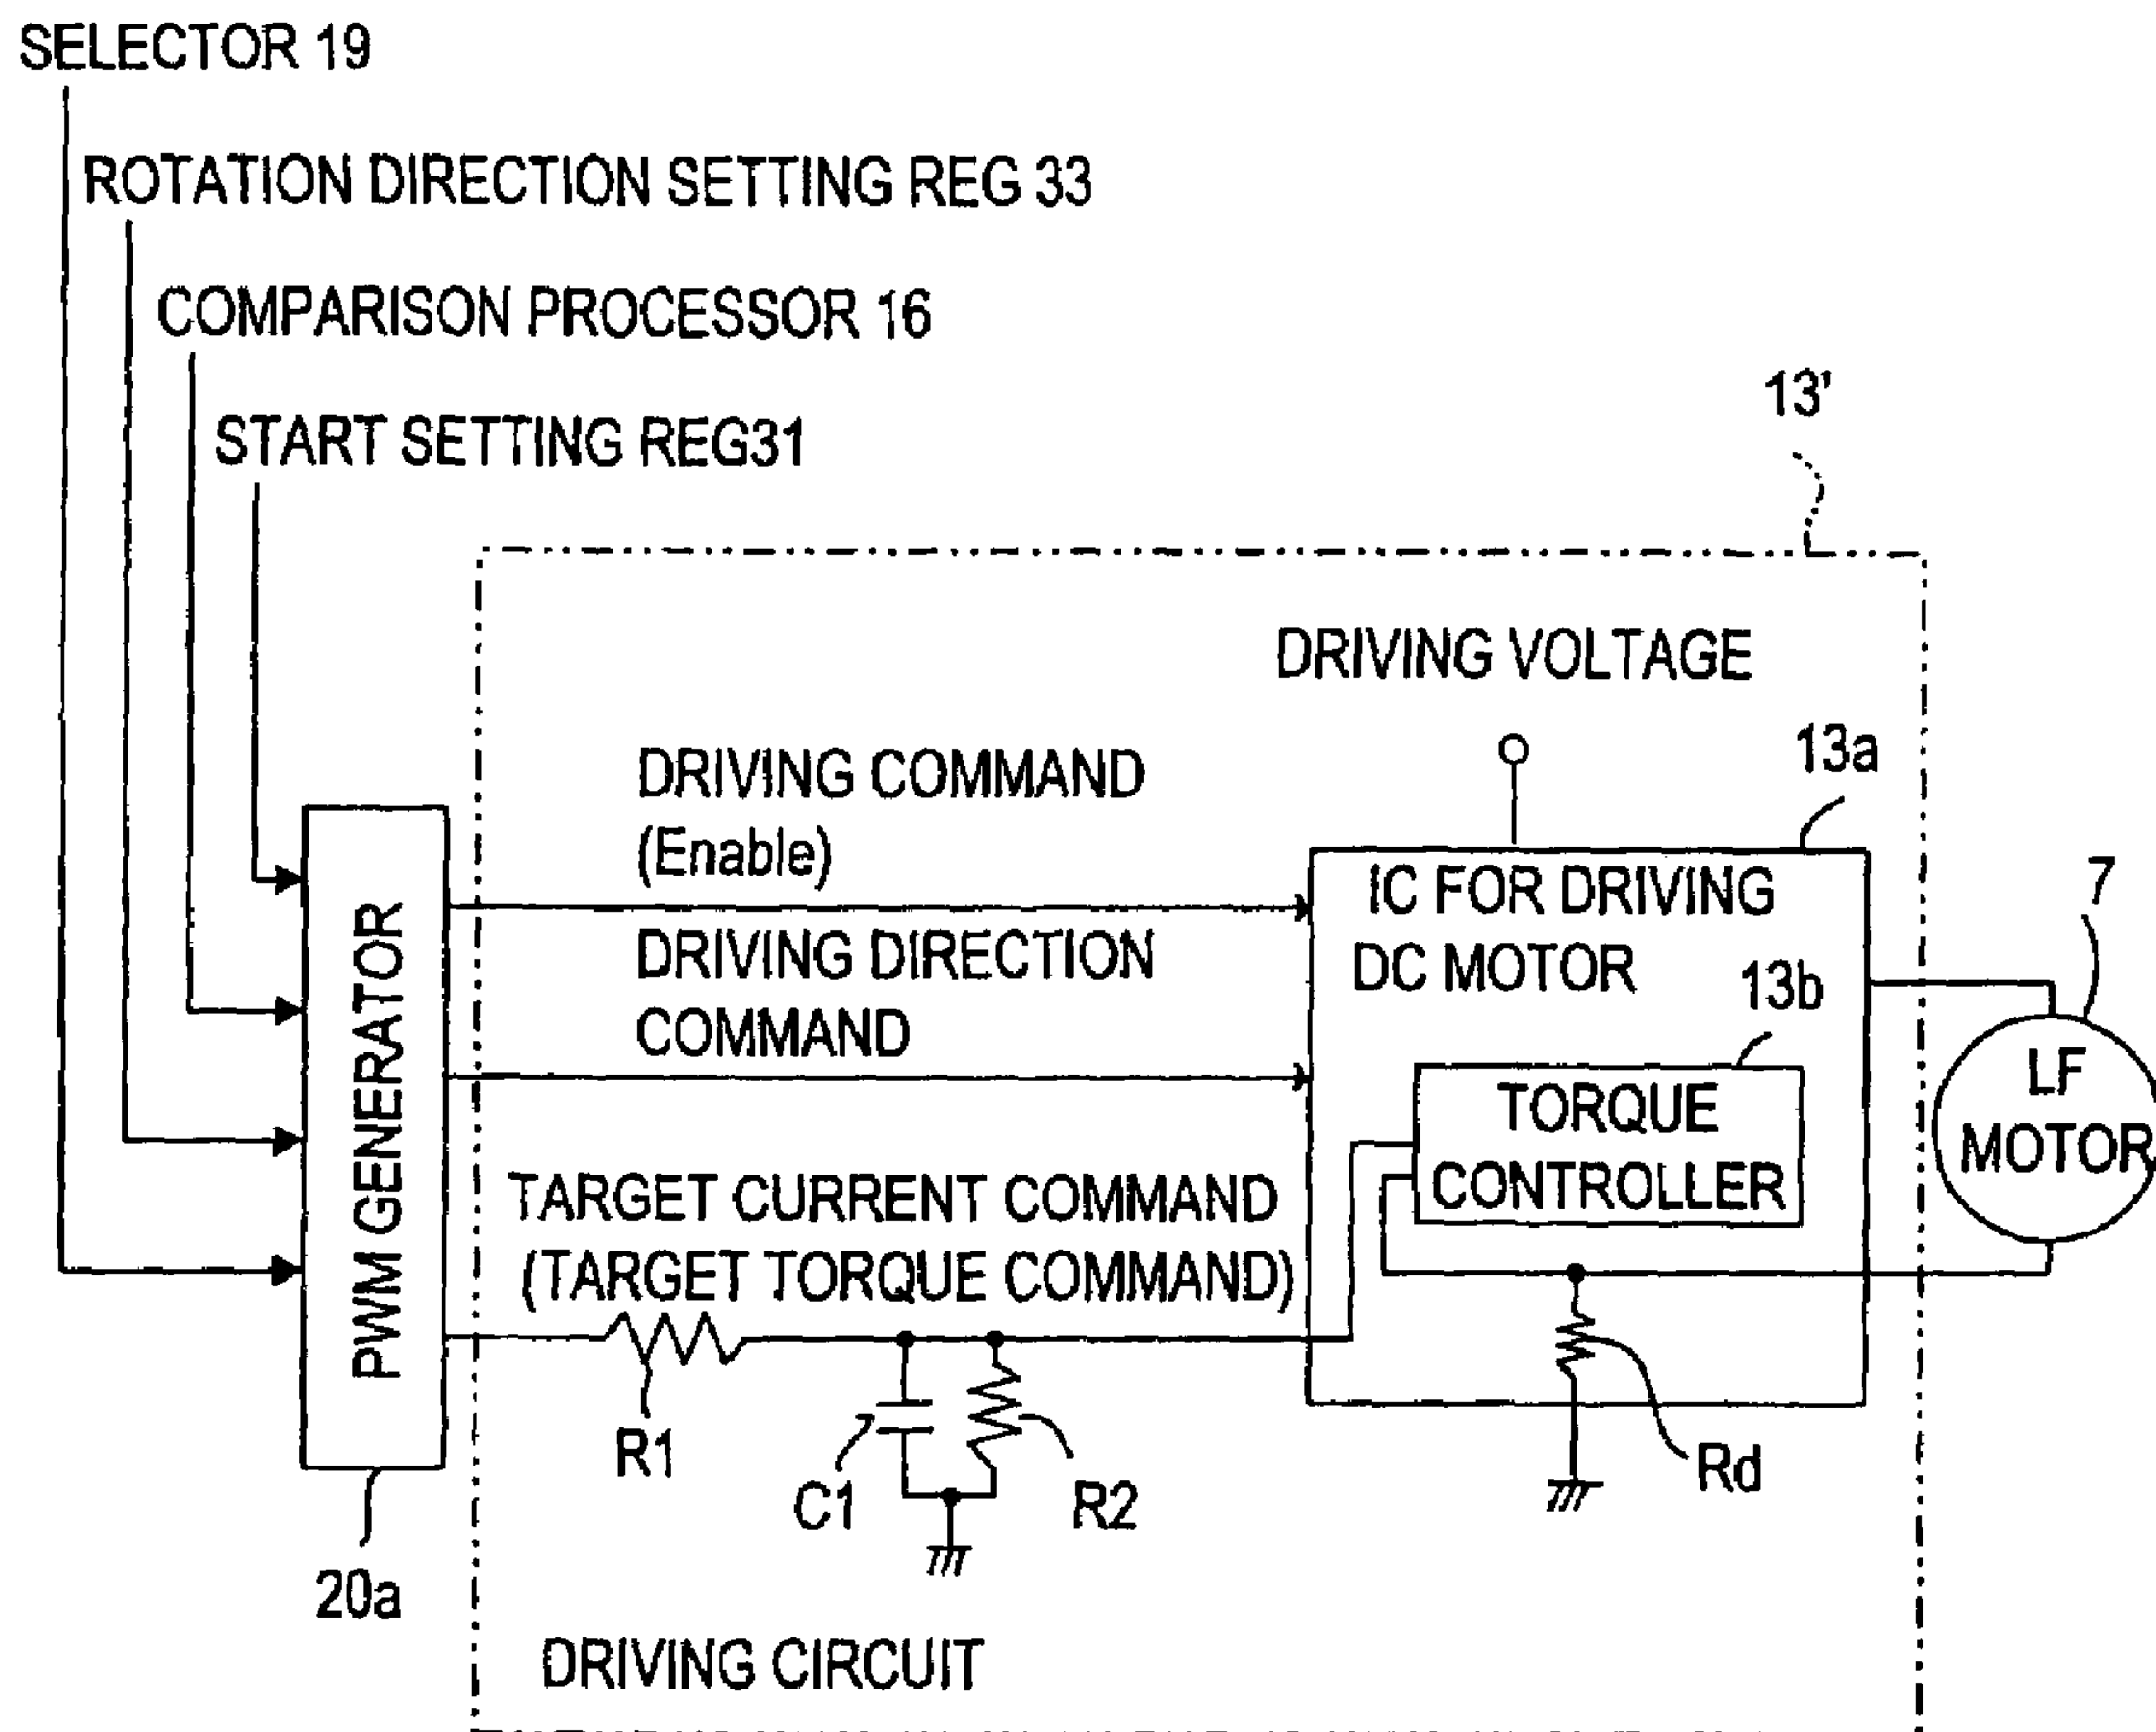 SELECTOR 19
ROTATION DIRECTION SETTING REG 33
COMPARISON PROCESSOR 16
START SETTING REG31
13'
DRIVING VOLTAGE
13a
DRIVING COMMAND
(Enable)
7
IC FOR DRIVING
DC MOTOR
DRIVING DIRECTION
COMMAND
13b
PWM GENERATOR
LF
MOTOR
TORQUE
CONTROLLER
TARGET CURRENT COMMAND
(TARGET TORQUE COMMAND)
R1
C1
R2
Rd
20a
DRIVING CIRCUIT